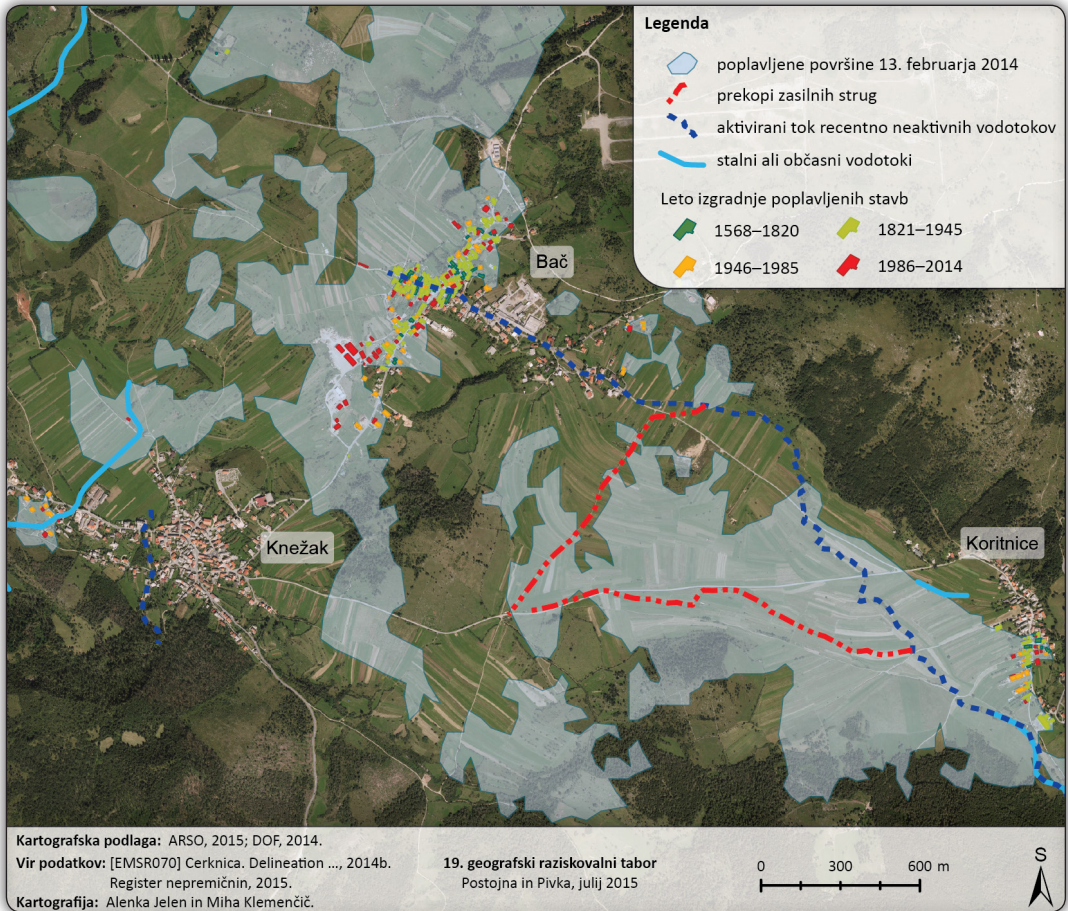 Legenda
poplavljene površine 13. februarja 2014
prekopi zasilnih strug
aktivirani tok recentno neaktivnih vodotokov
stalni ali občasni vodotoki
Leto izgradnje poplavljenih stavb
1568–1820
1821–1945
1946–1985
1986–2014
Bač
Knežak
Koritnice
Kartografska podlaga: ARSO, 2015; DOF, 2014.
Vir podatkov: [EMSR070] Cerknica. Delineation ..., 2014b.
Register nepremičnin, 2015.
Kartografija: Alenka Jelen in Miha Klemenčič.
19. geografski raziskovalni tabor
Postojna in Pivka, julij 2015
0 300 600 m
S